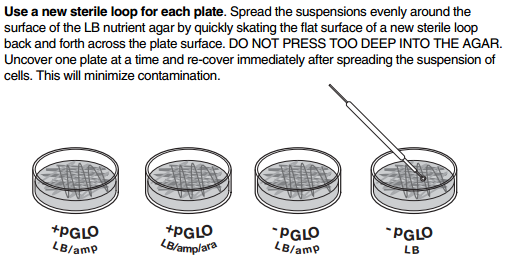 Use a new sterile loop for each plate. Spread the suspensions evenly around the
surface of the LB nutrient agar by quickly skating the flat surface of a new sterile loop
back and forth across the plate surface. DO NOT PRESS TOO DEEP INTO THE AGAR.
Uncover one plate at a time and re-cover immediately after spreading the suspension of
cells. This will minimize contamination.
+pGLO
LB/amp
+pGLO
LB/amp/ara
-pGLO
LB/amp
-pGLO
LB